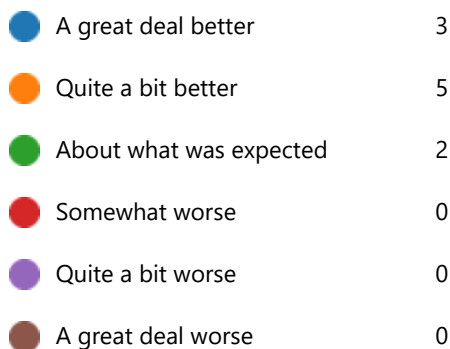 A great deal better 3
Quite a bit better 5
About what was expected 2
Somewhat worse 0
Quite a bit worse 0
A great deal worse 0